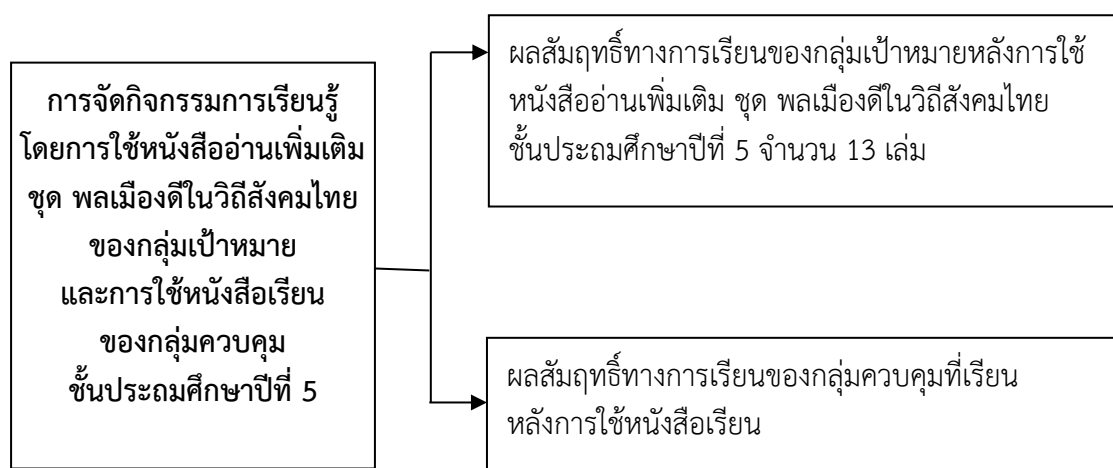 การจัดกิจกรรมการเรียนรู้
โดยการใช้หนังสืออ่านเพิ่มเติม
ชุด พลเมืองดีในวิถีสังคมไทย
ของกลุ่มเป้าหมาย
และการใช้หนังสือเรียน
ของกลุ่มควบคุม
ชั้นประถมศึกษาปีที่ 5
ผลสัมฤทธิ์ทางการเรียนของกลุ่มเป้าหมายหลังการใช้
หนังสืออ่านเพิ่มเติม ชุด พลเมืองดีในวิถีสังคมไทย
ชั้นประถมศึกษาปีที่ 5 จำนวน 13 เล่ม
ผลสัมฤทธิ์ทางการเรียนของกลุ่มควบคุมที่เรียน
หลังการใช้หนังสือเรียน